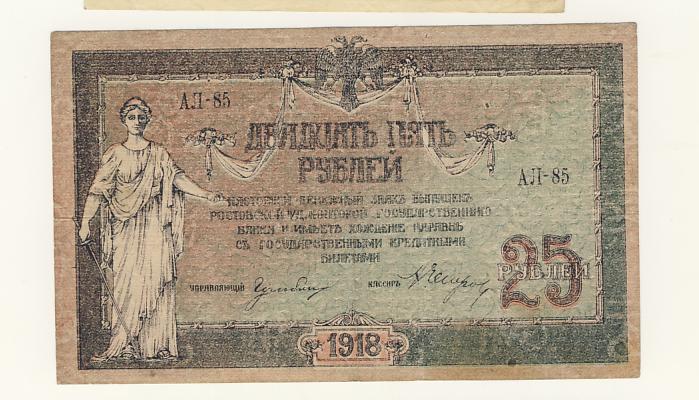 АЛ-85
ДВАДЦАТЬ ПЯТЬ
РУБЛЕЙ
АЛ-85
НАСТОЯЩІЙ ДЕНЕЖНЫЙ ЗНАКЪ ВЫПУЩЕНЪ
РОСТОВСКОЙ Н/Д. КОНТОРОЙ ГОСУДАРСТВЕННАГО
БАНКА И ИМѢЕТЪ ХОЖДЕНІЕ НАРАВНѢ
СЪ ГОСУДАРСТВЕННЫМИ КРЕДИТНЫМИ
БИЛЕТАМИ
25
РУБЛЕЙ
УПРАВЛЯЮЩІЙ
КАССИРЪ
1918